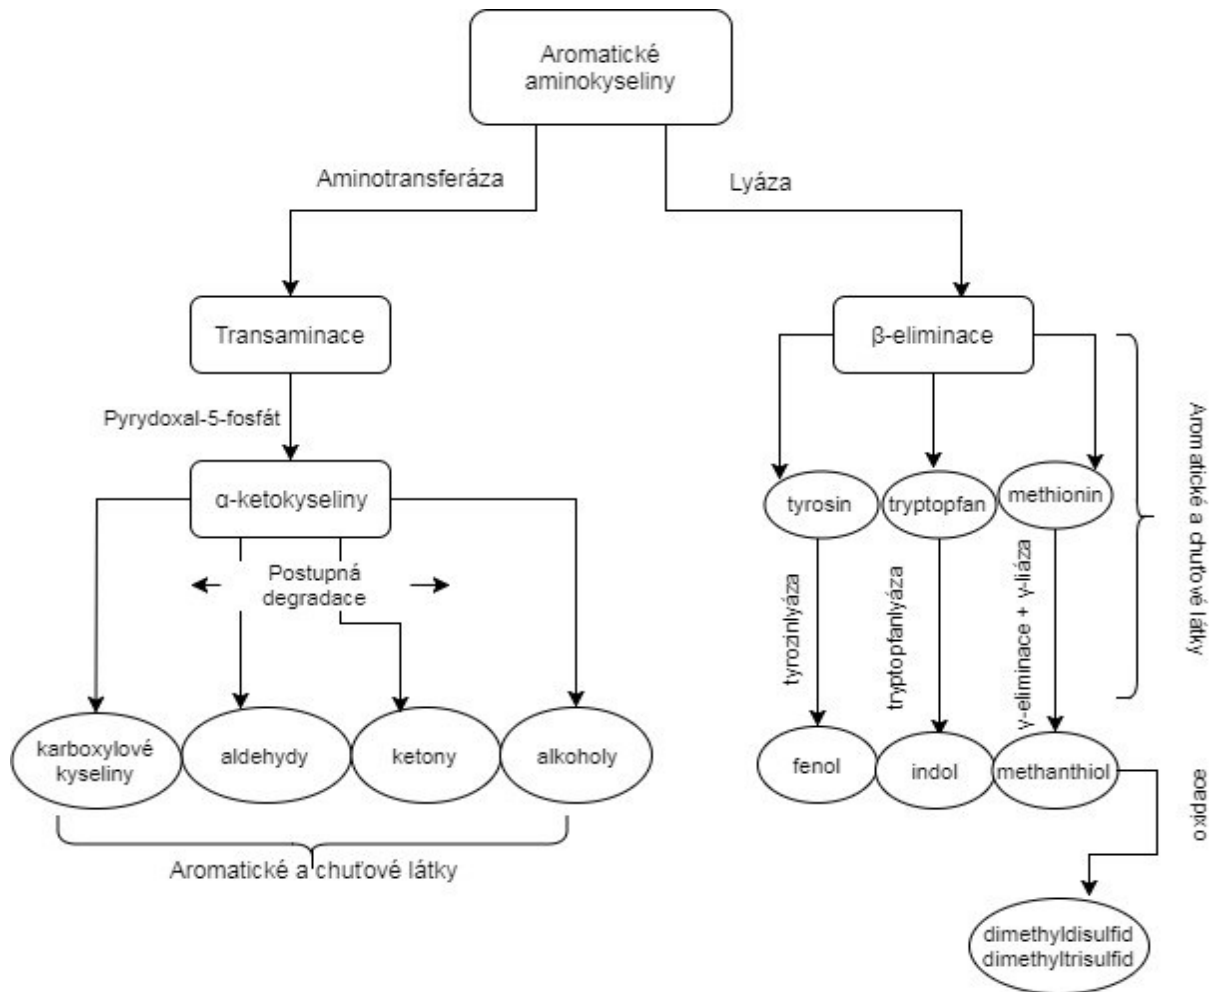 Aromatické
aminokyseliny
Aminotransferáza
Lyáza
Transaminace
β-eliminace
Pyrydoxal-5-fosfát
α-ketokyseliny
tyrosin
tryptopfan
methionin
Postupná
degradace
tyrozinlyáza
tryptopfanlyáza
γ-eliminace + γ-liáza
Aromatické a chuťové látky
karboxylové
kyseliny
aldehydy
ketony
alkoholy
fenol
indol
methanthiol
oxidace
Aromatické a chuťové látky
dimethyldisulfid
dimethyltrisulfid